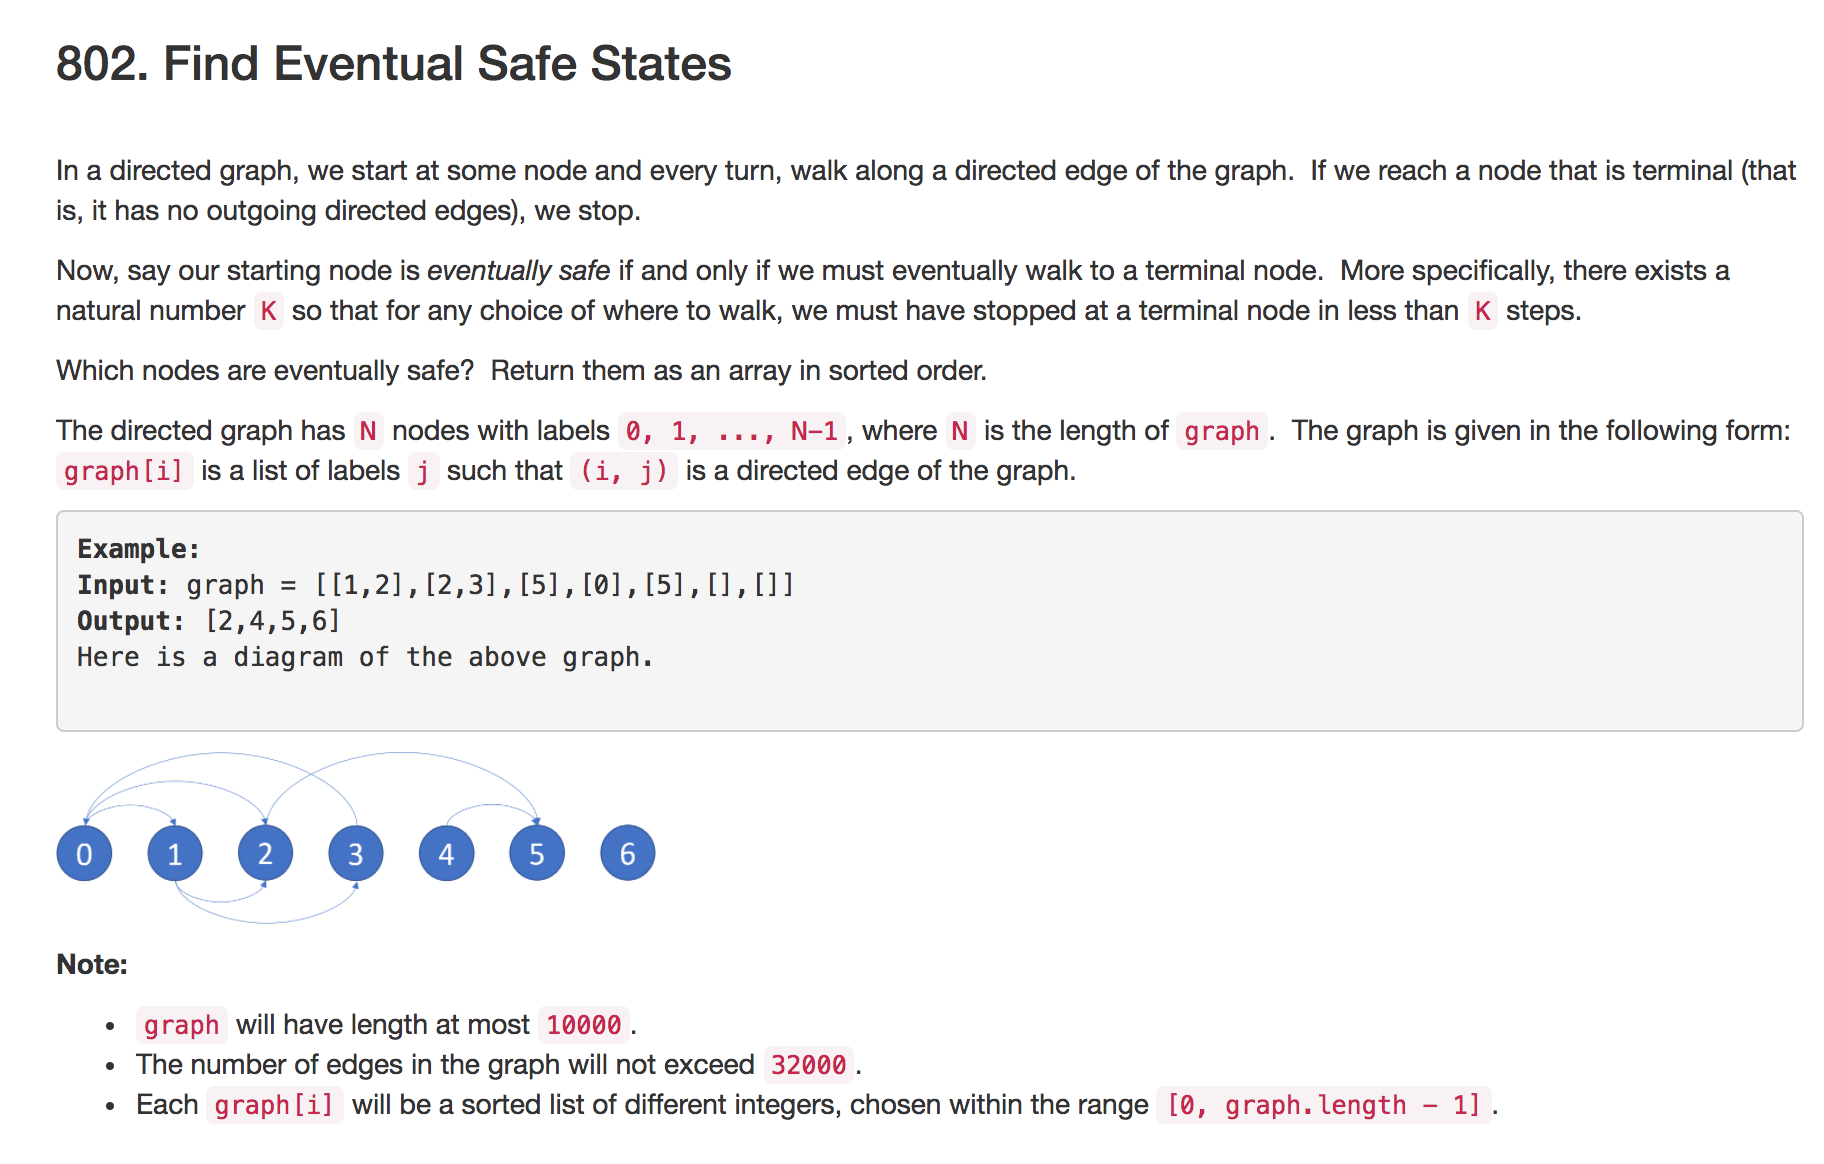 802. Find Eventual Safe States
In a directed graph, we start at some node and every turn, walk along a directed edge of the graph.  If we reach a node that is terminal (that
is, it has no outgoing directed edges), we stop.
Now, say our starting node is eventually safe if and only if we must eventually walk to a terminal node.  More specifically, there exists a
natural number K so that for any choice of where to walk, we must have stopped at a terminal node in less than K steps.
Which nodes are eventually safe?  Return them as an array in sorted order.
The directed graph has N nodes with labels 0, 1, ..., N-1, where N is the length of graph.  The graph is given in the following form:
graph[i] is a list of labels j such that (i, j) is a directed edge of the graph.
Example:
Input: graph = [[1,2],[2,3],[5],[0],[5],[],[]]
Output: [2,4,5,6]
Here is a diagram of the above graph.
0 1 2 3 4 5 6
Note:
• graph will have length at most 10000.
• The number of edges in the graph will not exceed 32000.
• Each graph[i] will be a sorted list of different integers, chosen within the range [0, graph.length - 1].